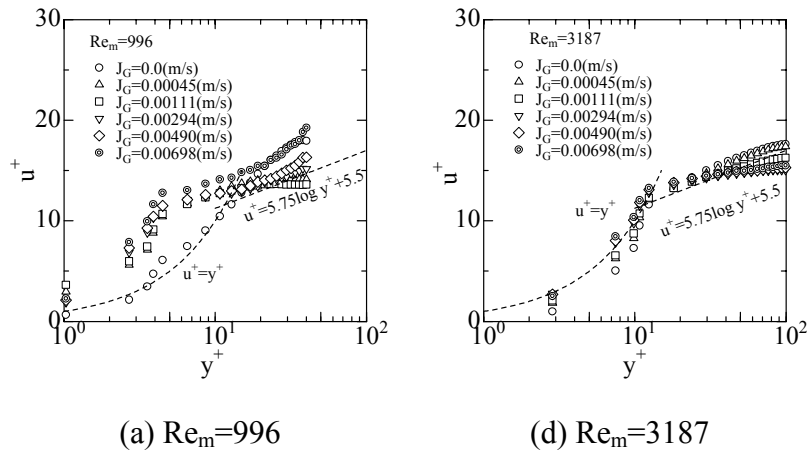 Re_m=996
J_G=0.0(m/s)
J_G=0.00045(m/s)
J_G=0.00111(m/s)
J_G=0.00294(m/s)
J_G=0.00490(m/s)
J_G=0.00698(m/s)
u^+=5.75log y^++5.5
u^+=y^+
30
20
10
0
u^+
10^0
10^1
10^2
y^+
(a) Re_m=996
Re_m=3187
J_G=0.0(m/s)
J_G=0.00045(m/s)
J_G=0.00111(m/s)
J_G=0.00294(m/s)
J_G=0.00490(m/s)
J_G=0.00698(m/s)
u^+=y^+
u^+=5.75log y^++5.5
30
20
10
0
u^+
10^0
10^1
10^2
y^+
(d) Re_m=3187